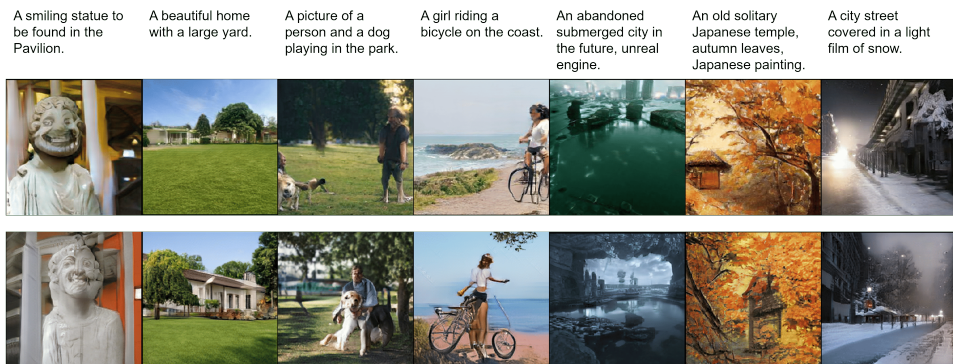 A smiling statue to
be found in the
Pavilion.
A beautiful home
with a large yard.
A picture of a
person and a dog
playing in the park.
A girl riding a
bicycle on the coast.
An abandoned
submerged city in
the future, unreal
engine.
An old solitary
Japanese temple,
autumn leaves,
Japanese painting.
A city street
covered in a light
film of snow.